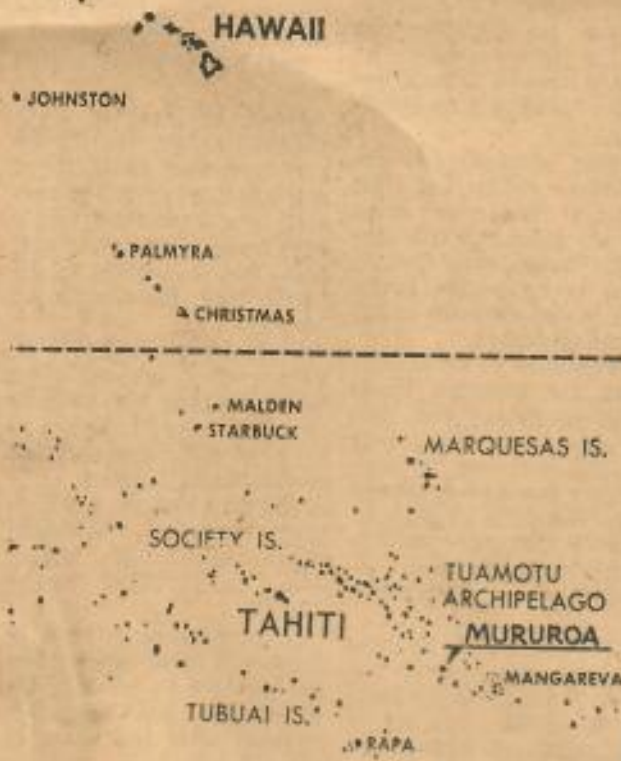 HAWAII
JOHNSTON
PALMYRA
CHRISTMAS
MALDEN
STARBUCK
MARQUESAS IS.
SOCIETY IS.
TUAMOTU
ARCHIPELAGO
TAHITI
MURUROA
MANGAREVA
TUBUAI IS.
RAPA